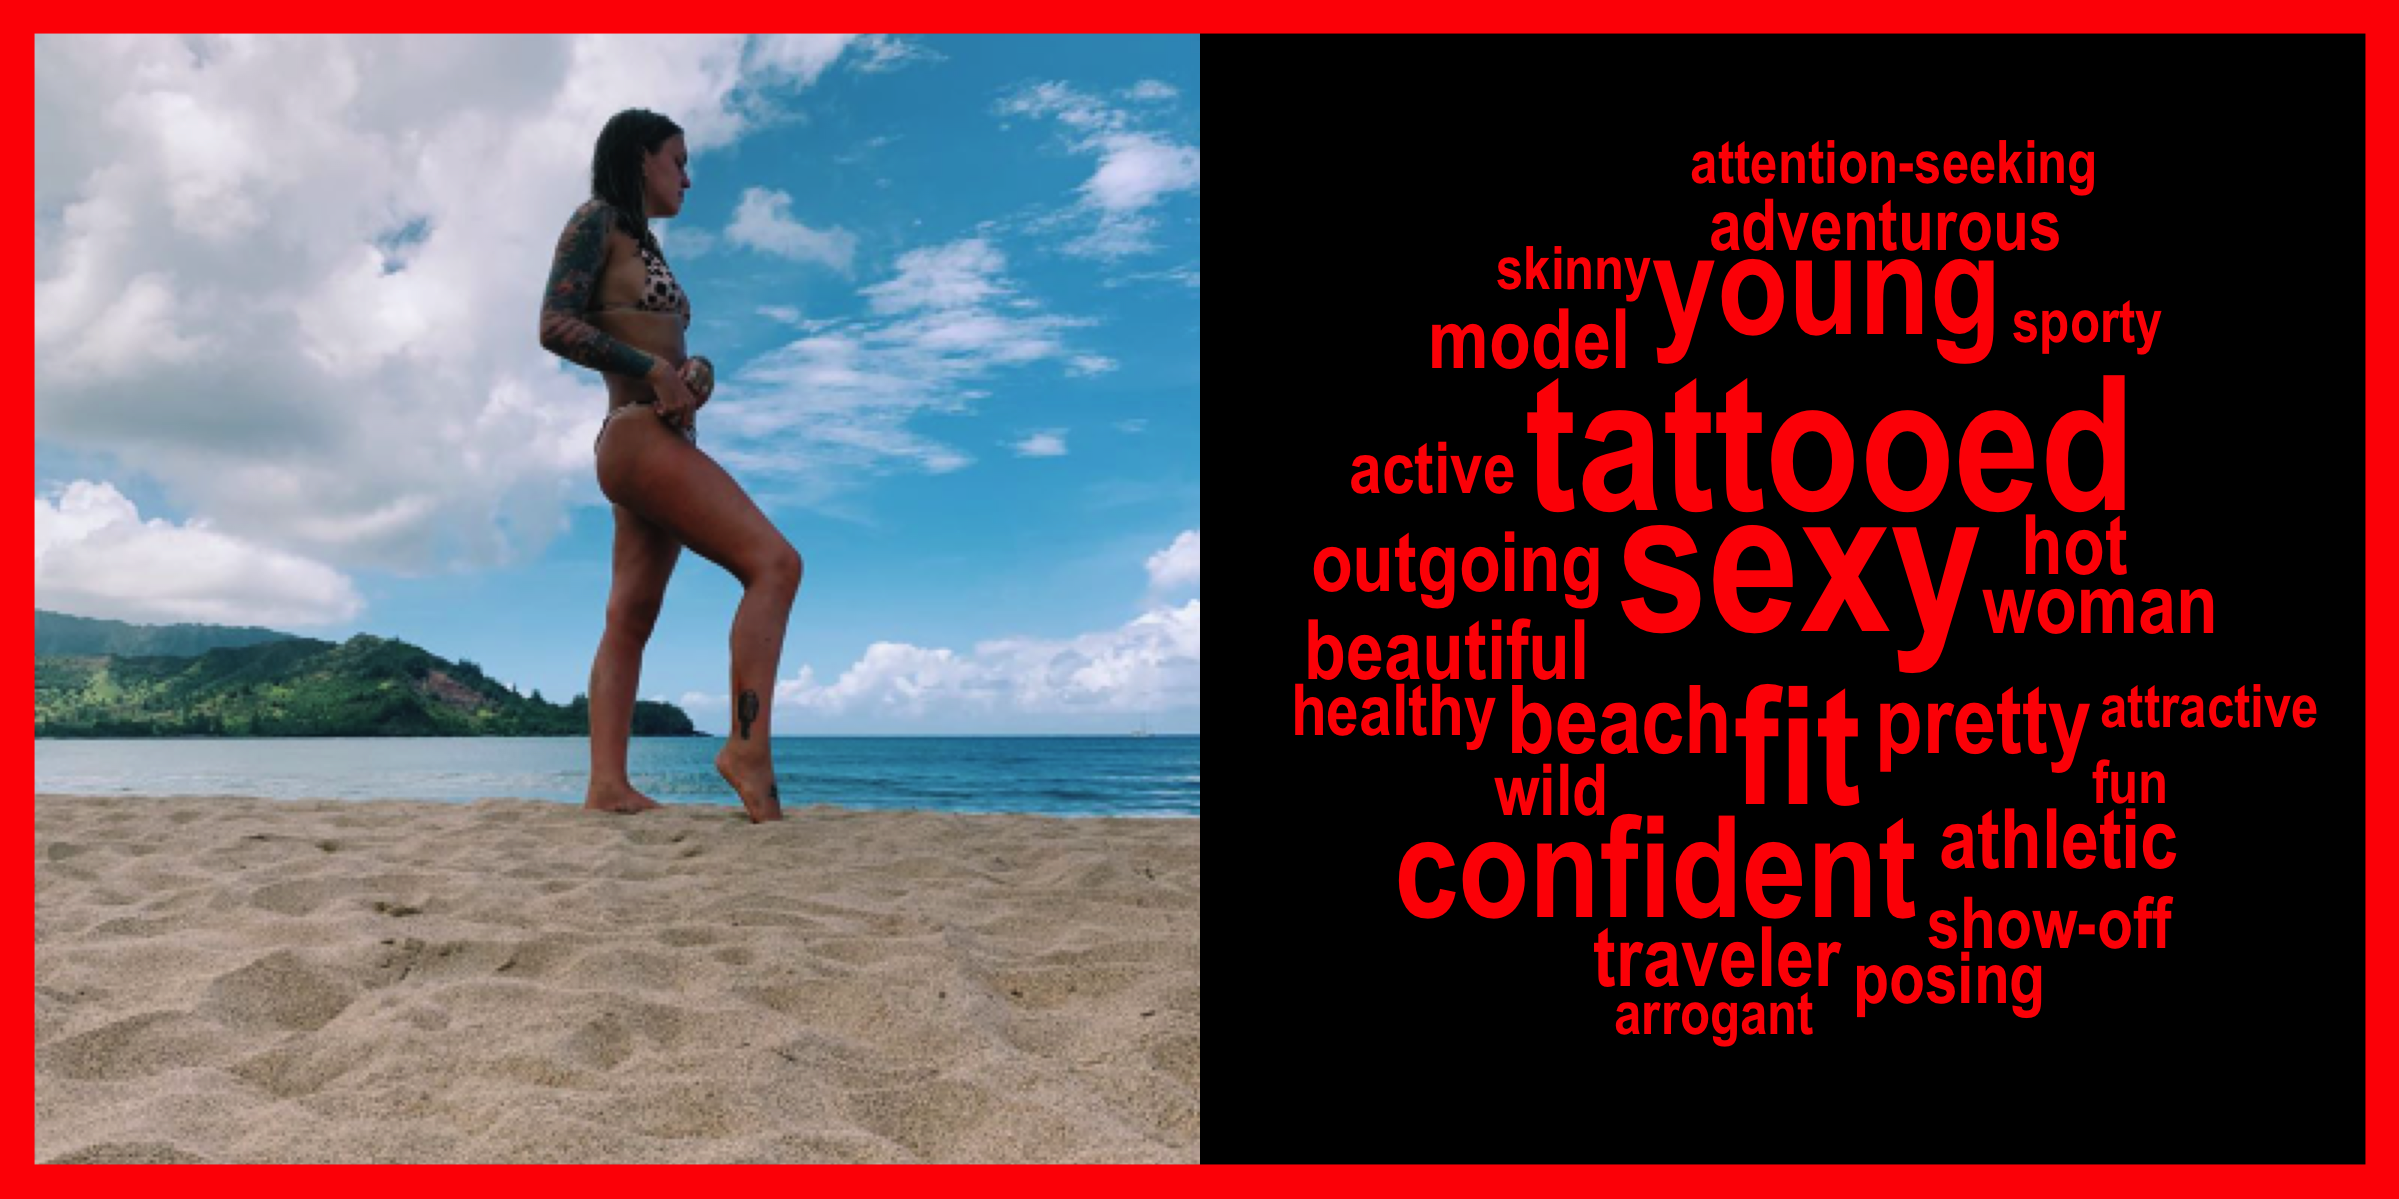 attention-seeking
adventurous
skinny young sporty
model
tattooed
active
outgoing sexy hot
woman
beautiful
healthy beach fit pretty attractive
wild fun
confident athletic
show-off
traveler posing
arrogant